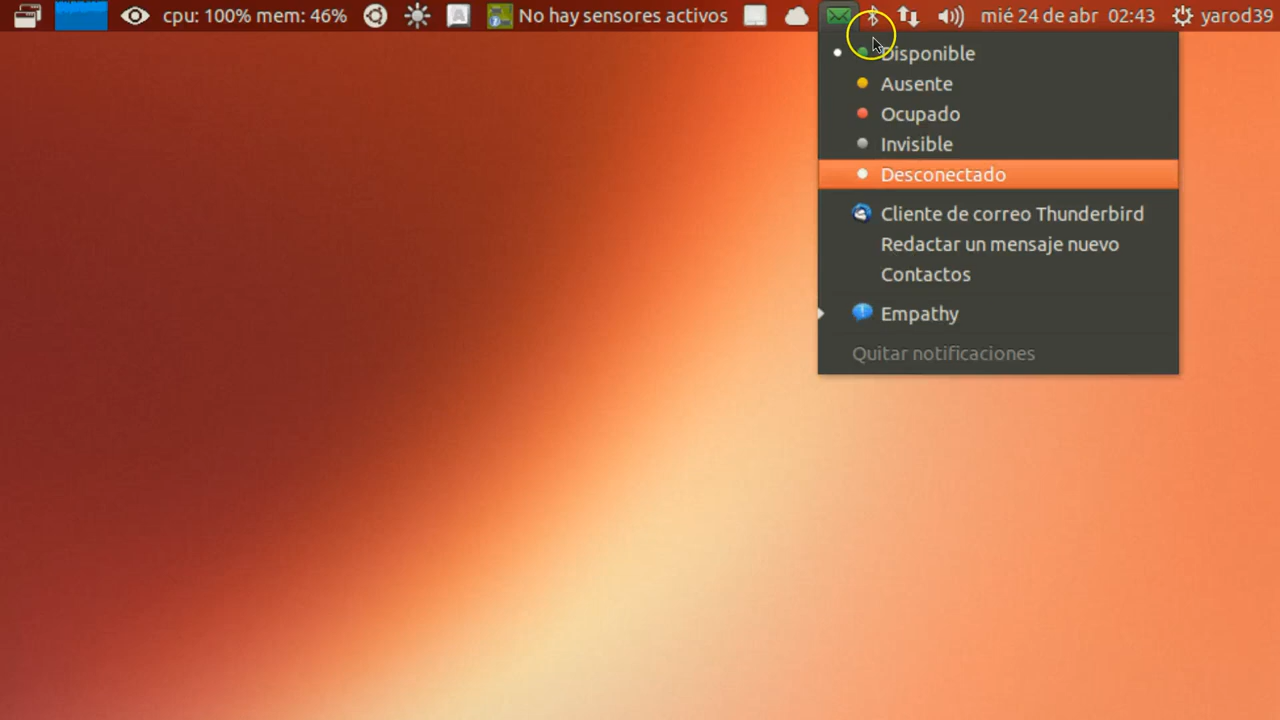 cpu: 100% mem: 46% A No hay sensores activos mié 24 de abr 02:43 yarod39
Disponible
Ausente
Ocupado
Invisible
Desconectado
Cliente de correo Thunderbird
Redactar un mensaje nuevo
Contactos
Empathy
Quitar notificaciones